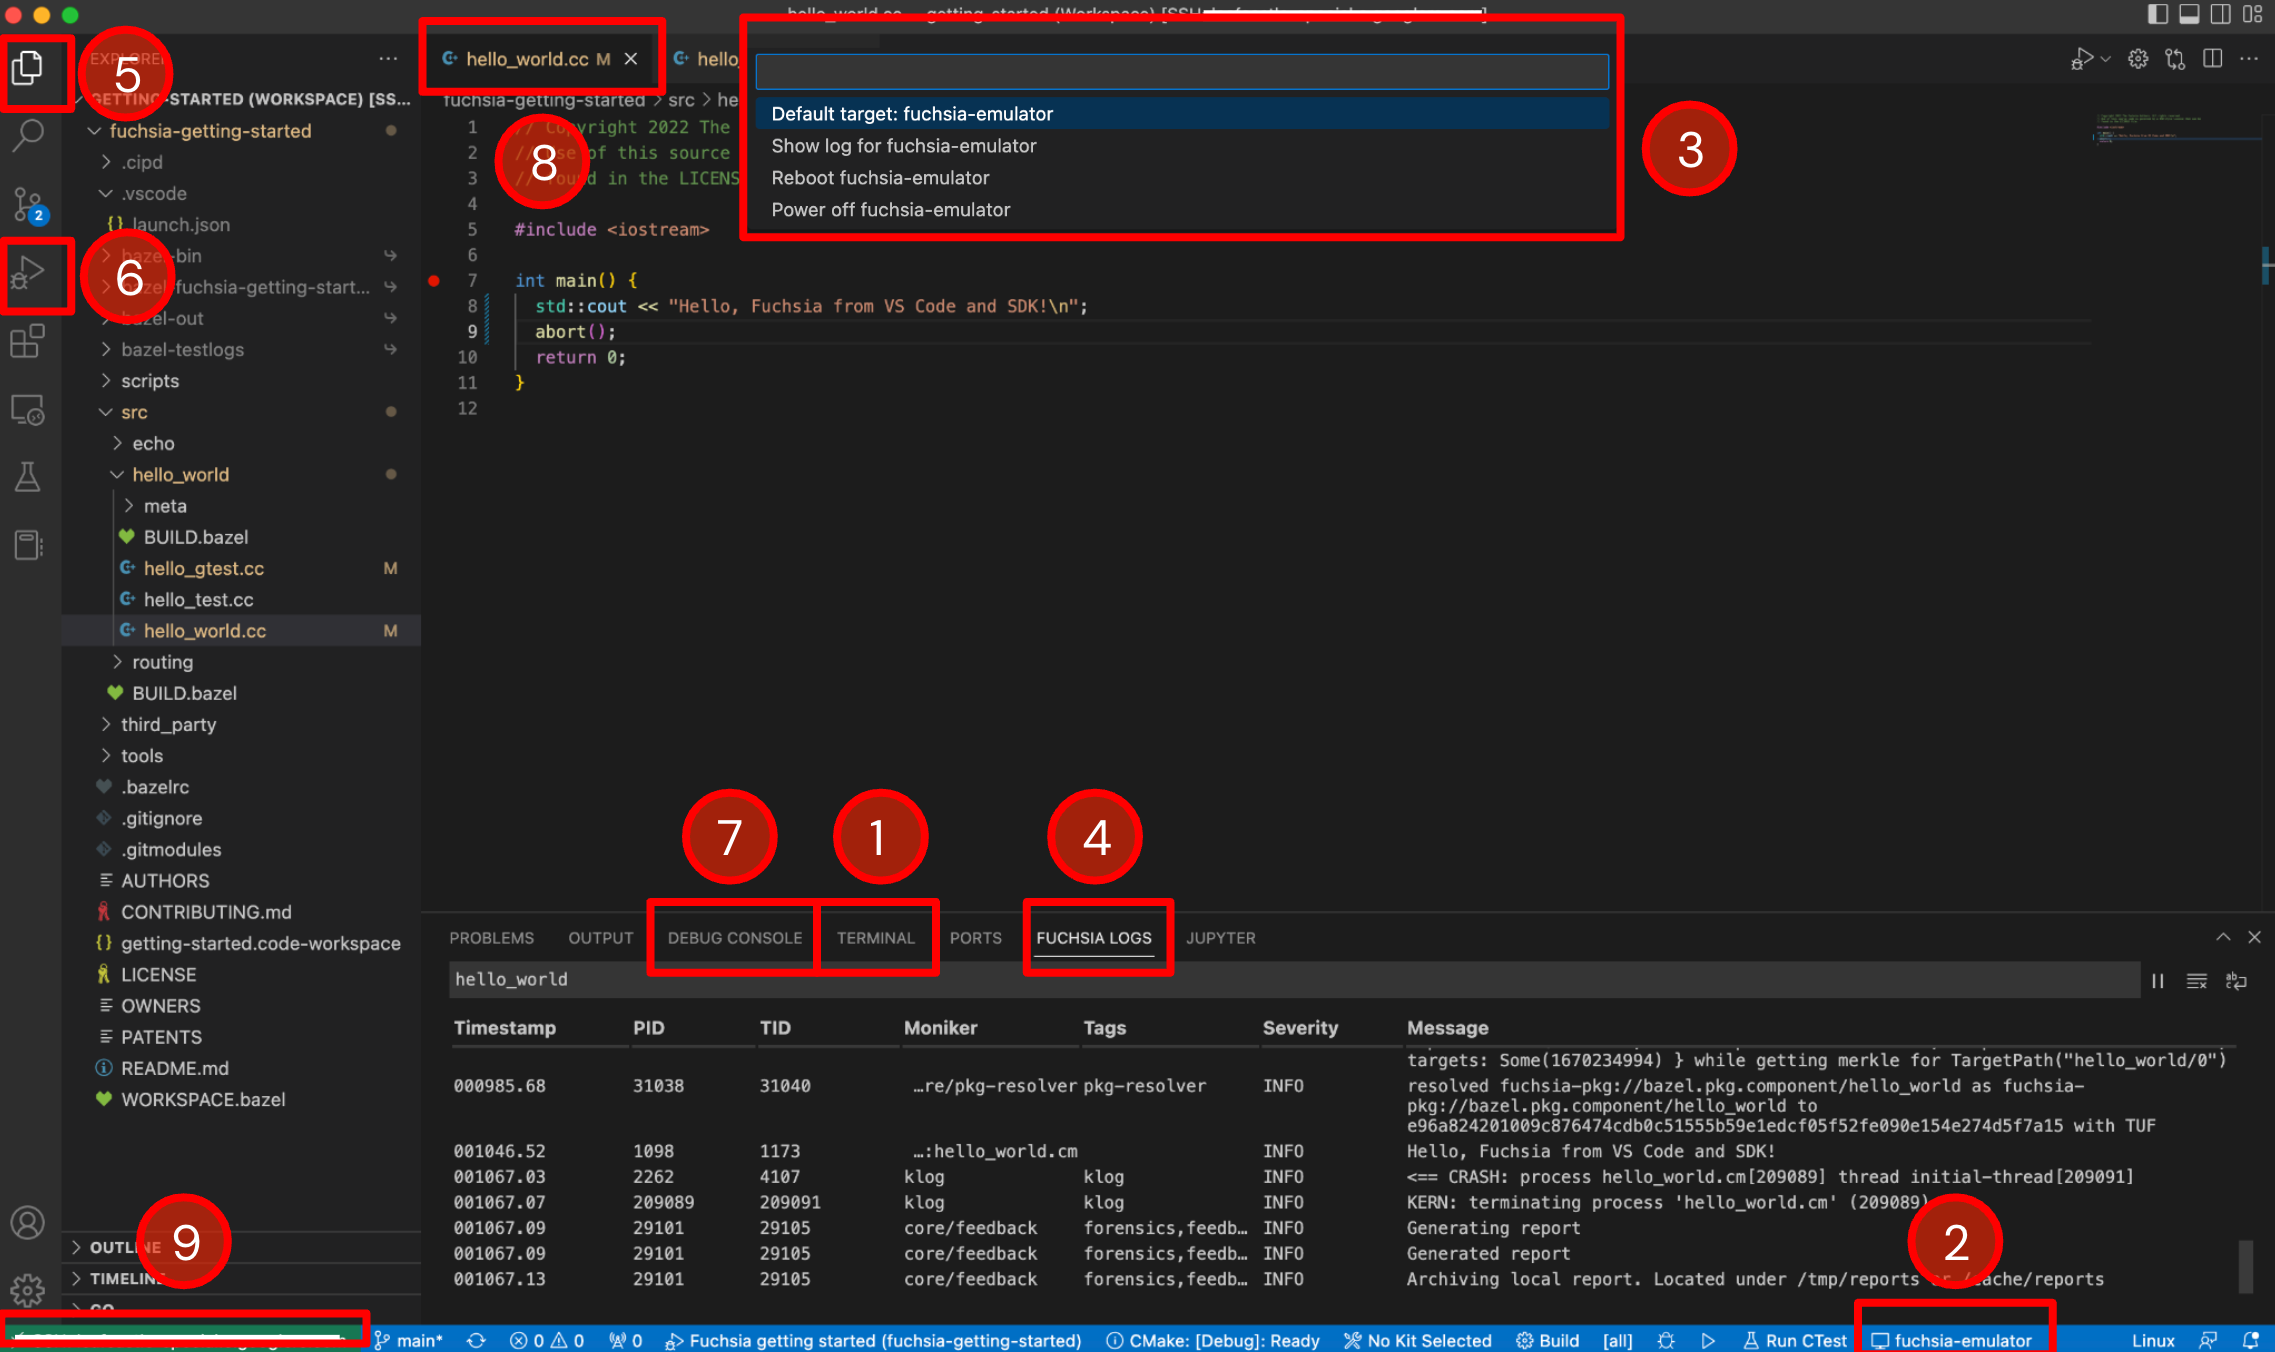 getting-started (Workspace) [SSH
EXPLORER
GETTING-STARTED (WORKSPACE) [SS...
fuchsia-getting-started
.cipd
.vscode
launch.json
bazel-bin
bazel-fuchsia-getting-start...
bazel-out
bazel-testlogs
scripts
src
echo
hello_world
meta
BUILD.bazel
hello_gtest.cc M
hello_test.cc
hello_world.cc M
routing
BUILD.bazel
third_party
tools
.bazelrc
.gitignore
.gitmodules
AUTHORS
CONTRIBUTING.md
getting-started.code-workspace
LICENSE
OWNERS
PATENTS
README.md
WORKSPACE.bazel
OUTLINE
TIMELINE
GO
2
5
6
9
hello_world.cc M
hello_
fuchsia-getting-started > src > he
8
3
Default target: fuchsia-emulator
Show log for fuchsia-emulator
Reboot fuchsia-emulator
Power off fuchsia-emulator
1 // Copyright 2022 The
2 // Use of this source
3 // found in the LICENS
4
5 #include <iostream>
6
7 int main() {
8 std::cout << "Hello, Fuchsia from VS Code and SDK!\n";
9 abort();
10 return 0;
11 }
12
7 1 4
PROBLEMS OUTPUT DEBUG CONSOLE TERMINAL PORTS FUCHSIA LOGS JUPYTER
hello_world
Timestamp PID TID Moniker Tags Severity Message
targets: Some(1670234994) } while getting merkle for TargetPath("hello_world/0")
000985.68 31038 31040 …re/pkg-resolver pkg-resolver INFO resolved fuchsia-pkg://bazel.pkg.component/hello_world as fuchsia-
pkg://bazel.pkg.component/hello_world to
e96a824201009c876474cdb0c51555b59e1edcf05f52fe090e154e274d5f7a15 with TUF
001046.52 1098 1173 …:hello_world.cm INFO Hello, Fuchsia from VS Code and SDK!
001067.03 2262 4107 klog klog INFO <== CRASH: process hello_world.cm[209089] thread initial-thread[209091]
001067.07 209089 209091 klog klog INFO KERN: terminating process 'hello_world.cm' (209089)
001067.09 29101 29105 core/feedback forensics,feedb… INFO Generating report
001067.09 29101 29105 core/feedback forensics,feedb… INFO Generated report
001067.13 29101 29105 core/feedback forensics,feedb… INFO Archiving local report. Located under /tmp/reports or /cache/reports
2
main* 0 0 0 Fuchsia getting started (fuchsia-getting-started) CMake: [Debug]: Ready No Kit Selected Build [all] Run CTest fuchsia-emulator Linux